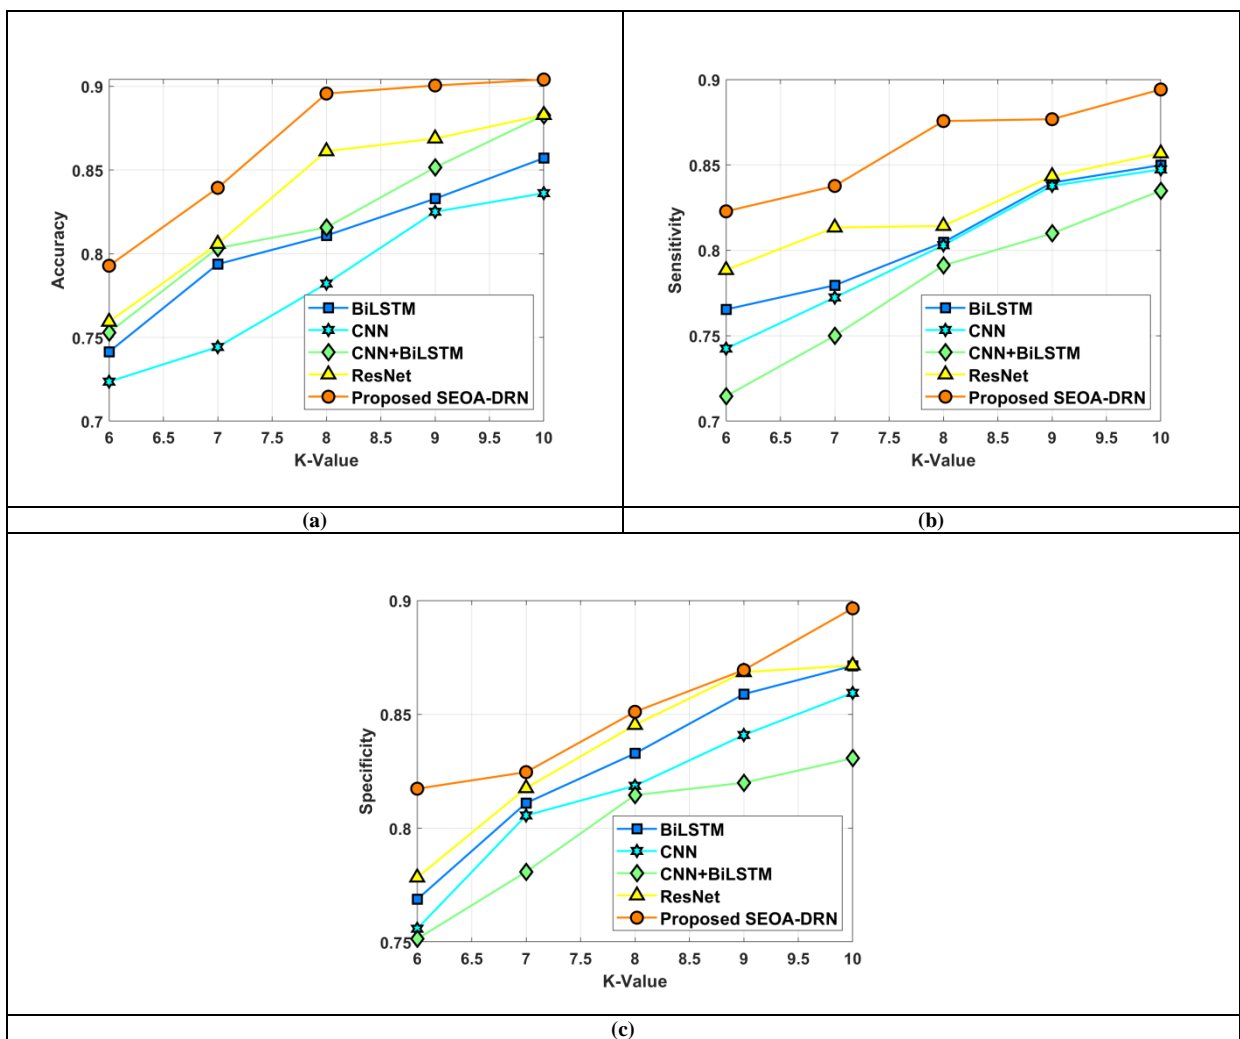 0.9
0.85
0.8
0.75
0.7
Accuracy
6 6.5 7 7.5 8 8.5 9 9.5 10
K-Value
BiLSTM
CNN
CNN+BiLSTM
ResNet
Proposed SEOA-DRN
(a)
0.9
0.85
0.8
0.75
0.7
Sensitivity
6 6.5 7 7.5 8 8.5 9 9.5 10
K-Value
BiLSTM
CNN
CNN+BiLSTM
ResNet
Proposed SEOA-DRN
(b)
0.9
0.85
0.8
0.75
Specificity
6 6.5 7 7.5 8 8.5 9 9.5 10
K-Value
BiLSTM
CNN
CNN+BiLSTM
ResNet
Proposed SEOA-DRN
(c)